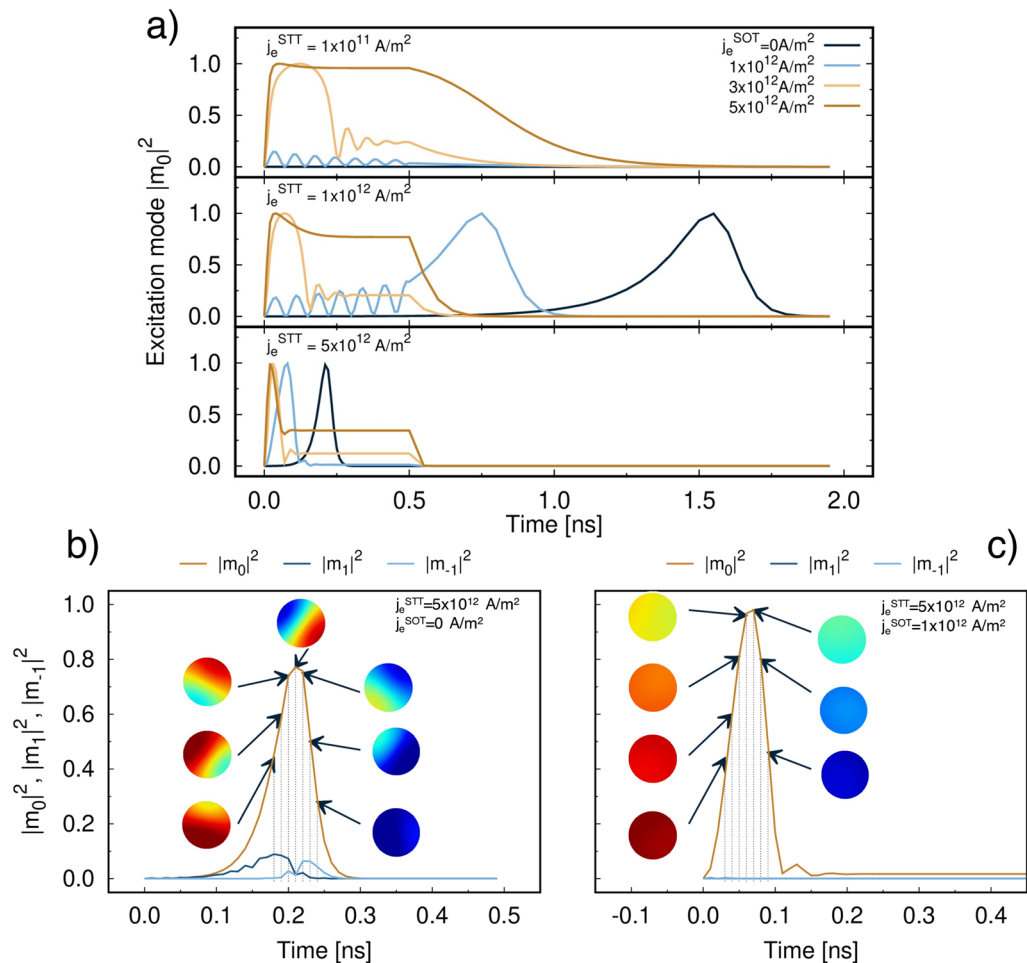 a)
j_e^STT = 1x10^11 A/m^2
j_e^SOT=0A/m^2
1x10^12A/m^2
3x10^12A/m^2
5x10^12A/m^2
1.0
0.5
0.0
j_e^STT = 1x10^12 A/m^2
1.0
0.5
0.0
j_e^STT = 5x10^12 A/m^2
1.0
0.5
0.0
Excitation mode |m_0|^2
0.0 0.5 1.0 1.5 2.0
Time [ns]
b)
|m_0|^2 |m_1|^2 |m_-1|^2
j_e^STT=5x10^12 A/m^2
j_e^SOT=0 A/m^2
1.0
0.8
0.6
0.4
0.2
0.0
|m_0|^2, |m_1|^2, |m_-1|^2
0.0 0.1 0.2 0.3 0.4 0.5
Time [ns]
c)
|m_0|^2 |m_1|^2 |m_-1|^2
j_e^STT=5x10^12 A/m^2
j_e^SOT=1x10^12 A/m^2
-0.1 0.0 0.1 0.2 0.3 0.4
Time [ns]